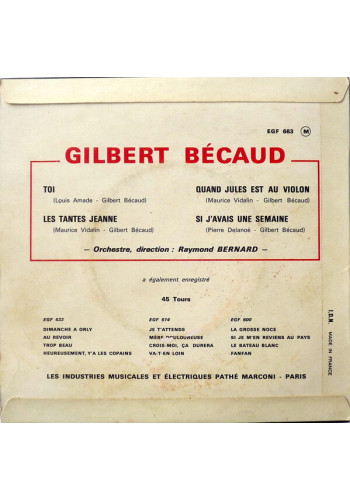 EGF 663 M
GILBERT BÉCAUD
TOI
(Louis Amade - Gilbert Bécaud)
LES TANTES JEANNE
(Maurice Vidalin - Gilbert Bécaud)
QUAND JULES EST AU VIOLON
(Maurice Vidalin - Gilbert Bécaud)
SI J'AVAIS UNE SEMAINE
(Pierre Delanoë - Gilbert Bécaud)
— Orchestre, direction : Raymond BERNARD —
a également enregistré
45 Tours
EGF 633
DIMANCHE A ORLY
AU REVOIR
TROP BEAU
HEUREUSEMENT, Y'A LES COPAINS
EGF 614
JE T'ATTENDS
MÈRE DOULOUREUSE
CROIS-MOI, ÇA DURERA
VA-T-EN LOIN
EGF 600
LA GROSSE NOCE
SI JE M'EN REVIENS AU PAYS
LE BATEAU BLANC
FANFAN
LES INDUSTRIES MUSICALES ET ÉLECTRIQUES PATHÉ MARCONI - PARIS
MADE IN FRANCE